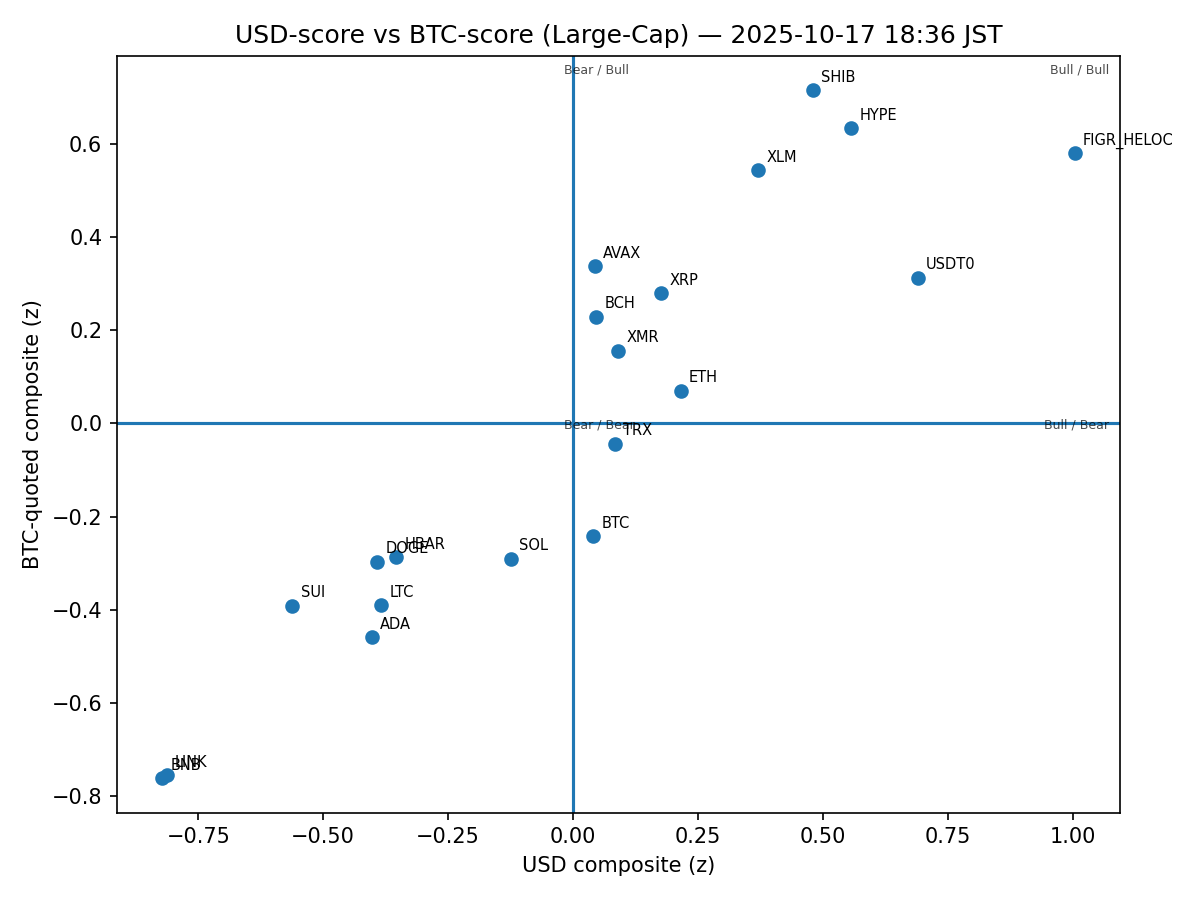 USD-score vs BTC-score (Large-Cap) — 2025-10-17 18:36 JST
Bear / Bull
Bull / Bull
SHIB
HYPE
FIGR_HELOC
XLM
AVAX
USDT0
XRP
BCH
XMR
ETH
Bear / Bear
Bull / Bear
TRX
BTC
SOL
HBAR
DOGE
SUI
LTC
ADA
LINK
BNB
0.6
0.4
0.2
0.0
−0.2
−0.4
−0.6
−0.8
BTC-quoted composite (z)
−0.75
−0.50
−0.25
0.00
0.25
0.50
0.75
1.00
USD composite (z)